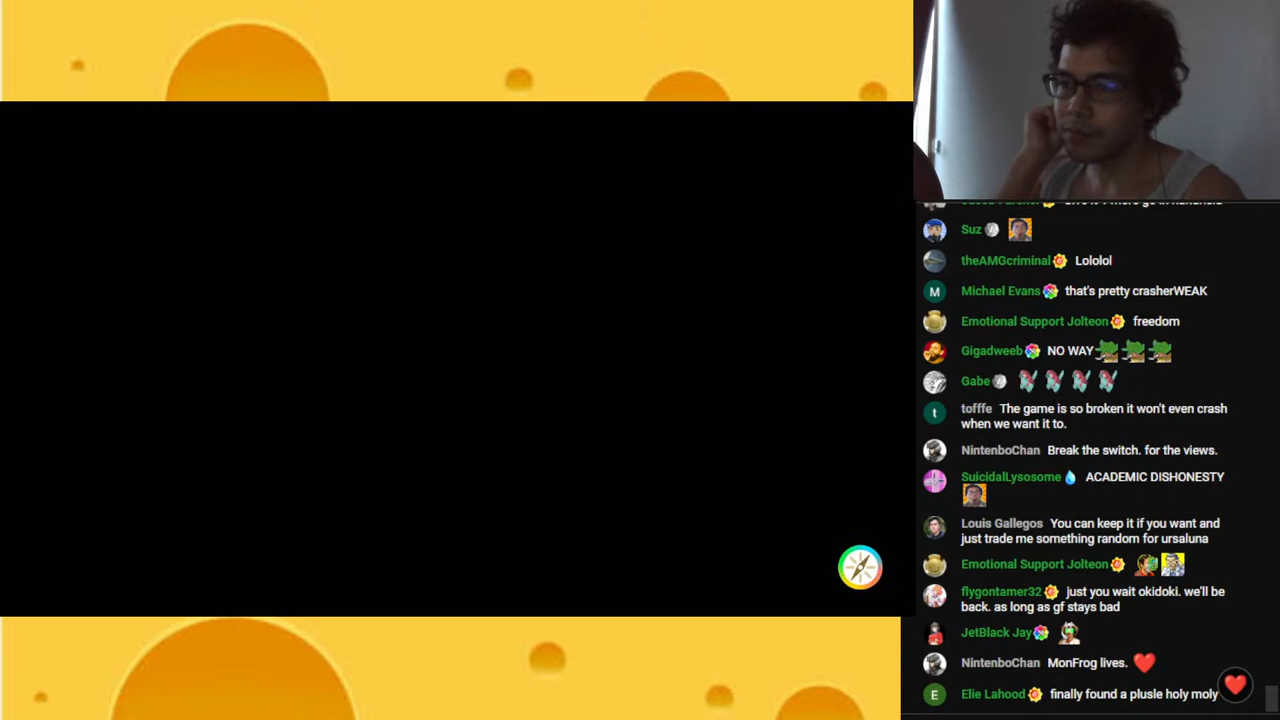 Suz
theAMGcriminal Lololol
Michael Evans that's pretty crasherWEAK
Emotional Support Jolteon freedom
Gigadweeb NO WAY
Gabe
tofffe The game is so broken it won't even crash
when we want it to.
NintenboChan Break the switch. for the views.
SuicidalLysosome ACADEMIC DISHONESTY
Louis Gallegos You can keep it if you want and
just trade me something random for ursaluna
Emotional Support Jolteon
flygontamer32 just you wait okidoki. we'll be
back. as long as gf stays bad
JetBlack Jay
NintenboChan MonFrog lives.
Elie Lahood finally found a plusle holy moly